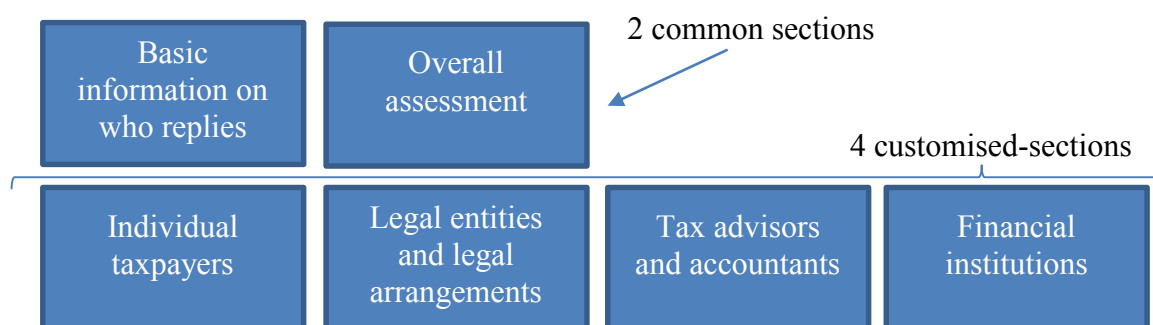 Basic
information on
who replies
Overall
assessment
2 common sections
4 customised-sections
Individual
taxpayers
Legal entities
and legal
arrangements
Tax advisors
and accountants
Financial
institutions